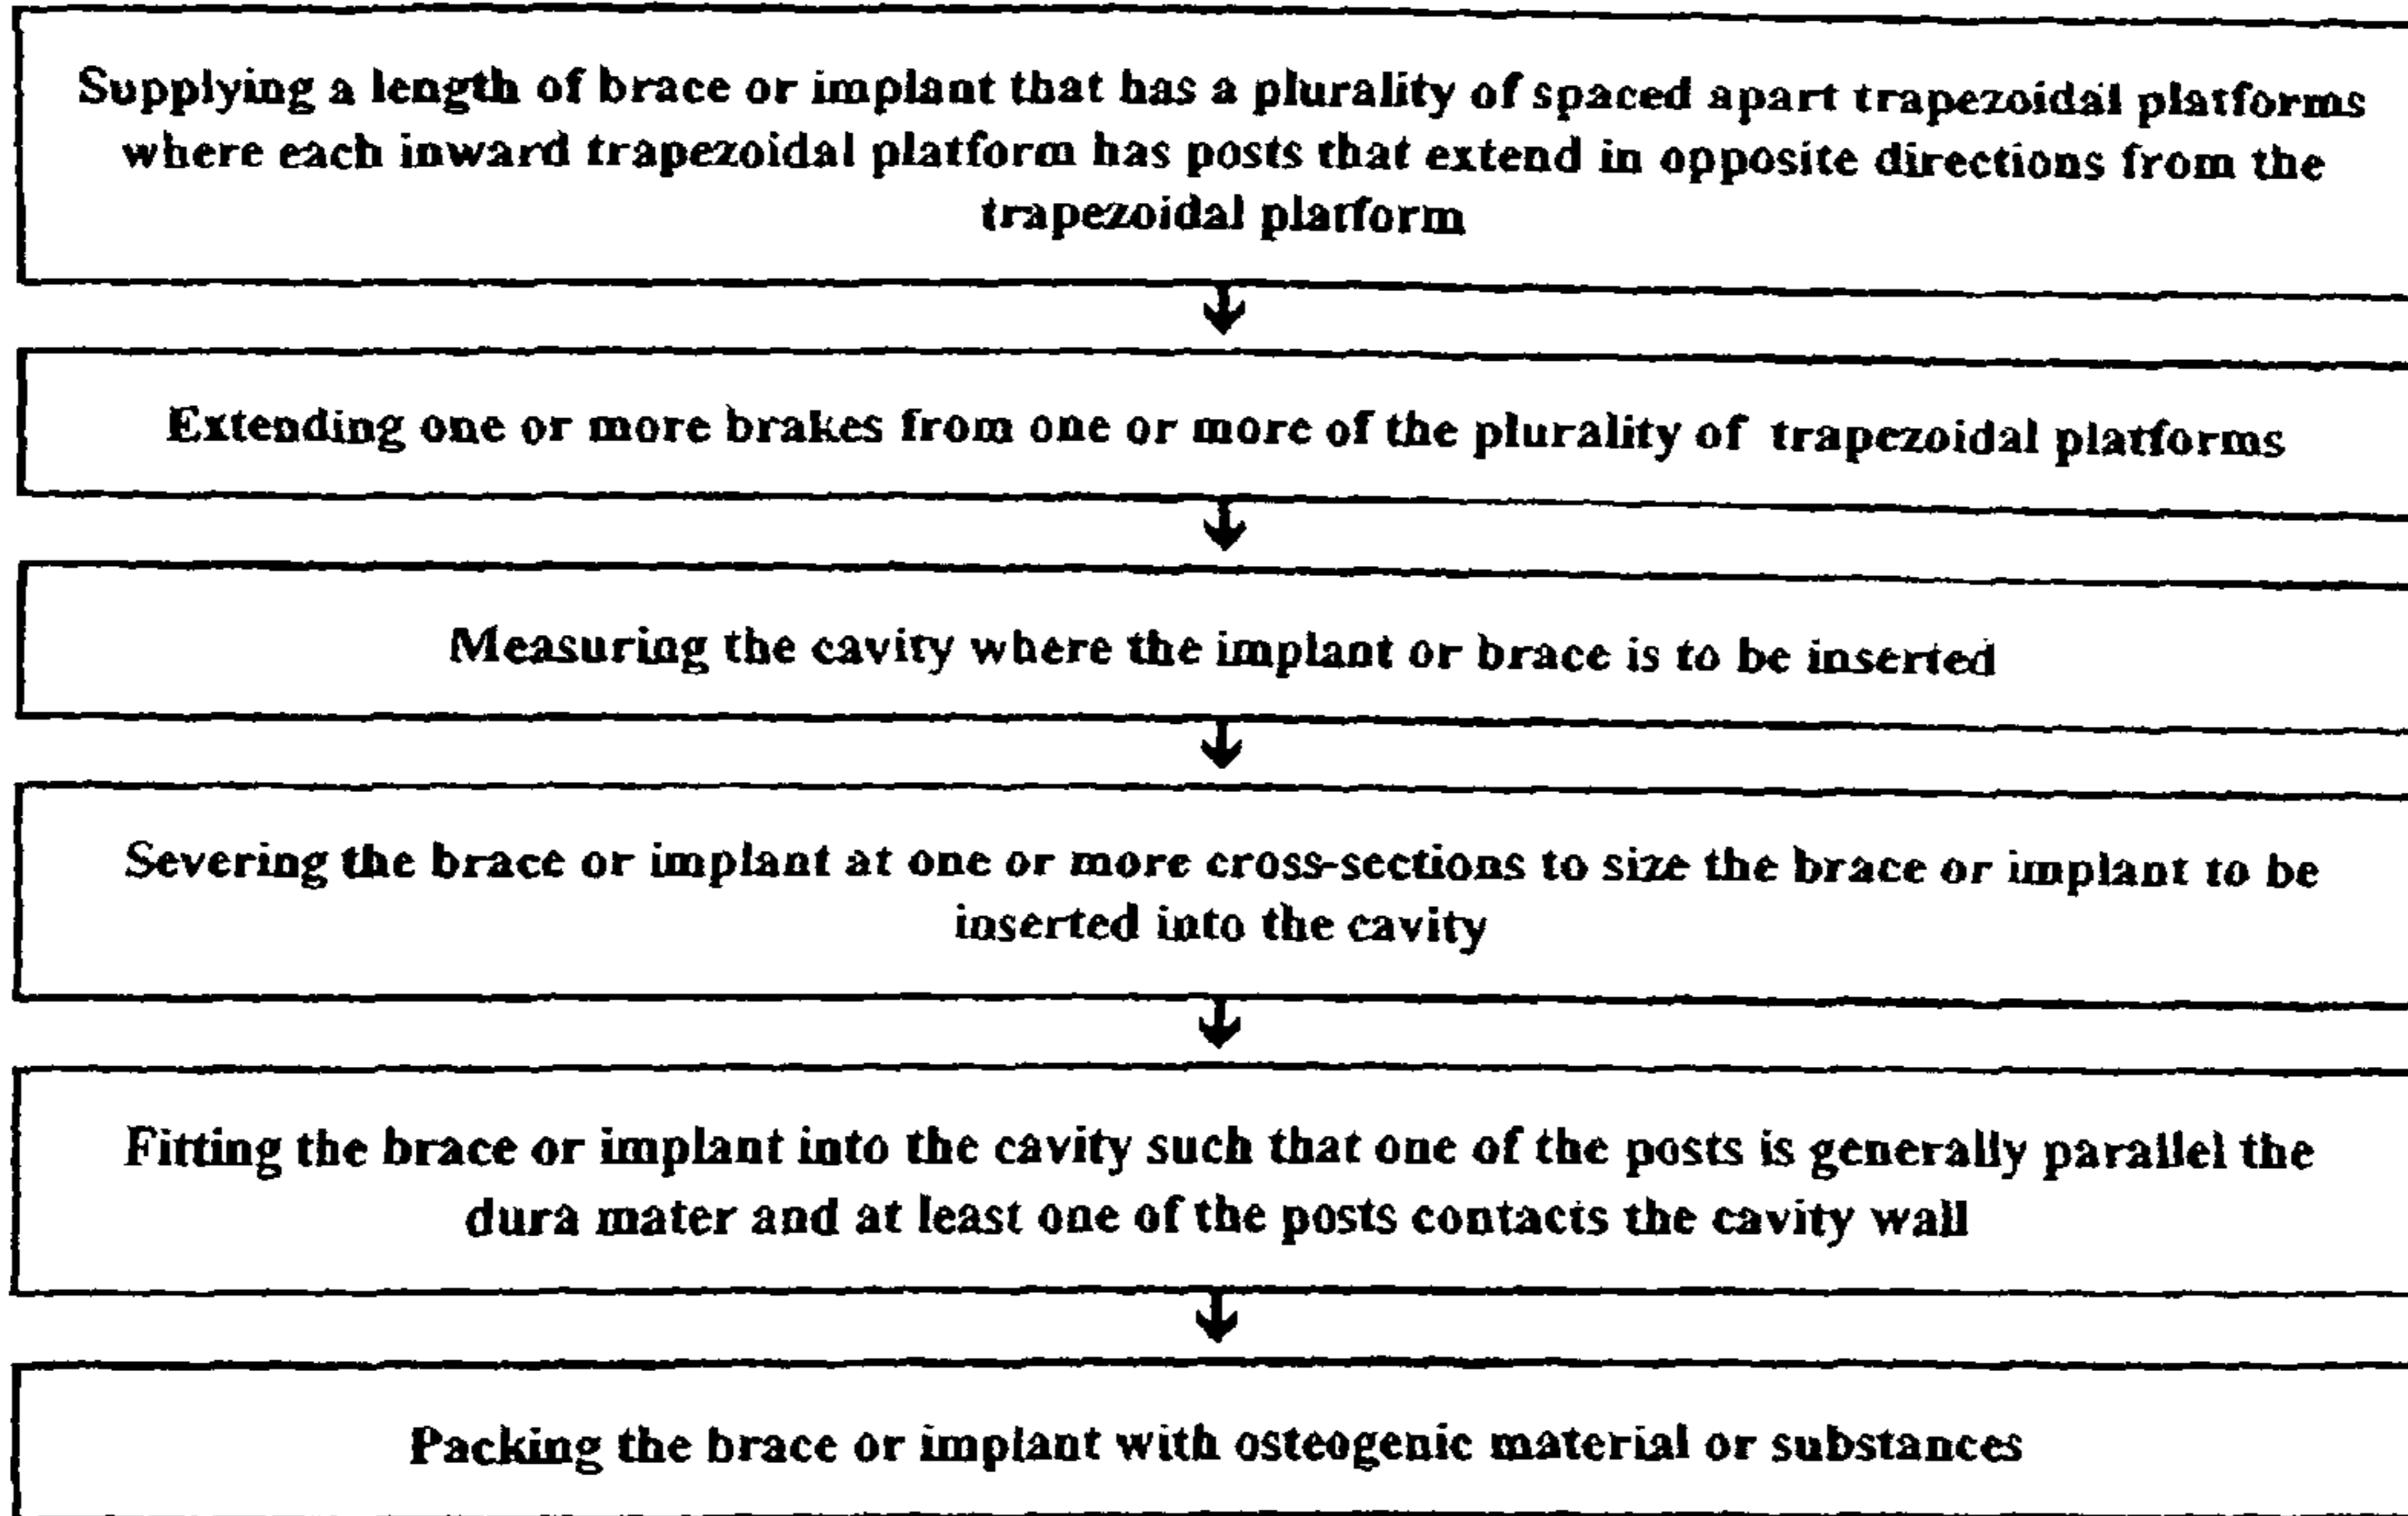 Supplying a length of brace or implant that has a plurality of spaced apart trapezoidal platforms
where each inward trapezoidal platform has posts that extend in opposite directions from the
trapezoidal platform
Extending one or more brakes from one or more of the plurality of trapezoidal platforms
Measuring the cavity where the implant or brace is to be inserted
Severing the brace or implant at one or more cross-sections to size the brace or implant to be
inserted into the cavity
Fitting the brace or implant into the cavity such that one of the posts is generally parallel the
dura mater and at least one of the posts contacts the cavity wall
Packing the brace or implant with osteogenic material or substances